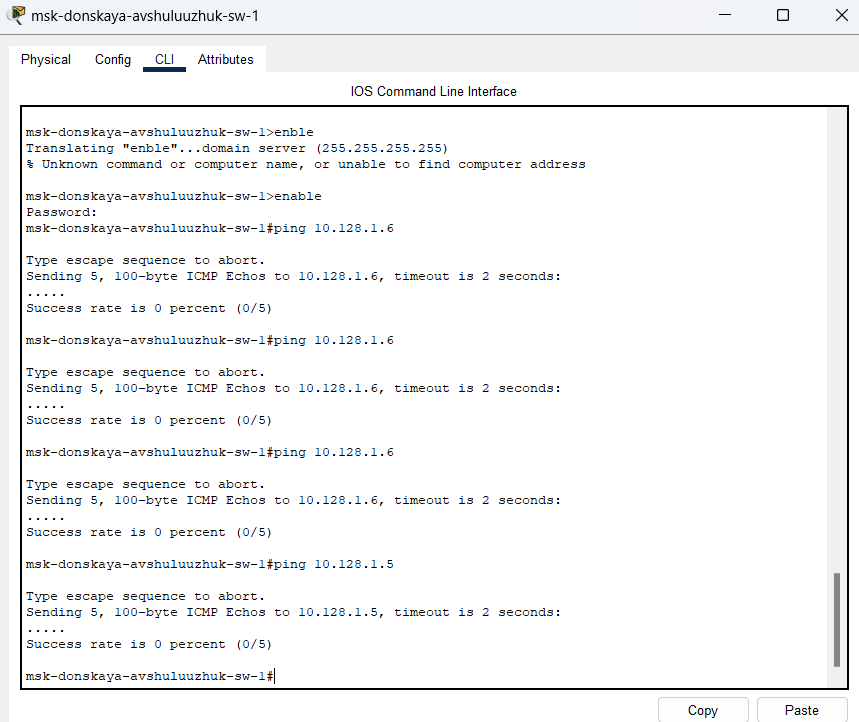 msk-donskaya-avshuluuzhuk-sw-1
Physical Config CLI Attributes
IOS Command Line Interface
msk-donskaya-avshuluuzhuk-sw-1>enble
Translating "enble"...domain server (255.255.255.255)
% Unknown command or computer name, or unable to find computer address
msk-donskaya-avshuluuzhuk-sw-1>enable
Password:
msk-donskaya-avshuluuzhuk-sw-1#ping 10.128.1.6
Type escape sequence to abort.
Sending 5, 100-byte ICMP Echos to 10.128.1.6, timeout is 2 seconds:
.....
Success rate is 0 percent (0/5)
msk-donskaya-avshuluuzhuk-sw-1#ping 10.128.1.6
Type escape sequence to abort.
Sending 5, 100-byte ICMP Echos to 10.128.1.6, timeout is 2 seconds:
.....
Success rate is 0 percent (0/5)
msk-donskaya-avshuluuzhuk-sw-1#ping 10.128.1.6
Type escape sequence to abort.
Sending 5, 100-byte ICMP Echos to 10.128.1.6, timeout is 2 seconds:
.....
Success rate is 0 percent (0/5)
msk-donskaya-avshuluuzhuk-sw-1#ping 10.128.1.5
Type escape sequence to abort.
Sending 5, 100-byte ICMP Echos to 10.128.1.5, timeout is 2 seconds:
.....
Success rate is 0 percent (0/5)
msk-donskaya-avshuluuzhuk-sw-1#
Copy Paste